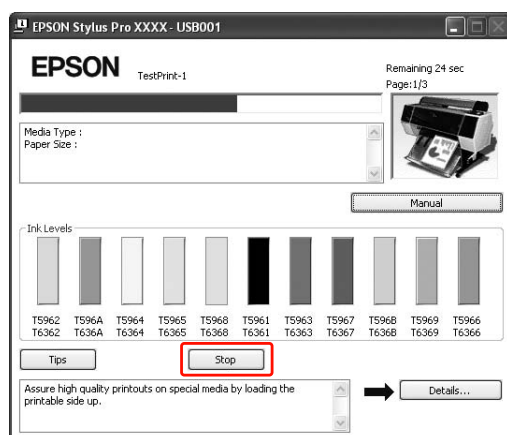 EPSON Stylus Pro XXXX - USB001
EPSON TestPrint-1
Remaining 24 sec
Page:1/3
Media Type :
Paper Size :
Manual
Ink Levels
T5962 T596A T5964 T5965 T5968 T5961 T5963 T5967 T596B T5969 T5966
T6362 T636A T6364 T6365 T6368 T6361 T6363 T6367 T636B T6369 T6366
Tips Stop
Assure high quality printouts on special media by loading the
printable side up.
Details...